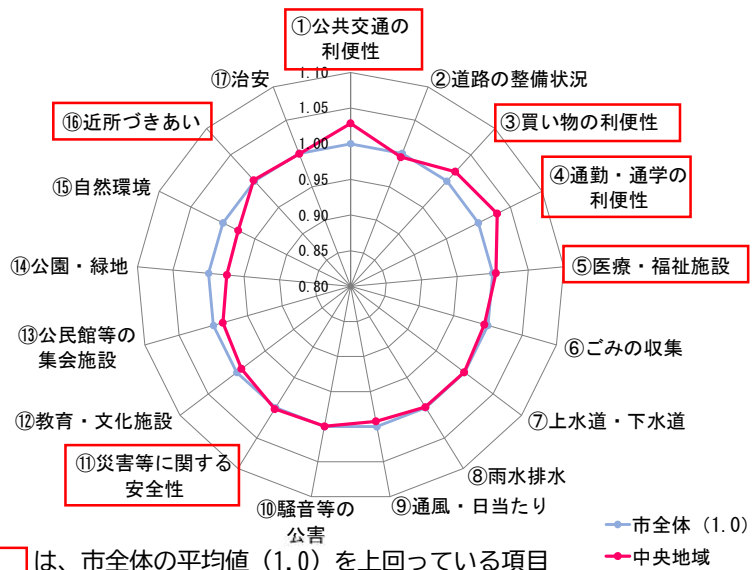 ①公共交通の
利便性
②道路の整備状況
③買い物の利便性
④通勤・通学の
利便性
⑤医療・福祉施設
⑥ごみの収集
⑦上水道・下水道
⑧雨水排水
⑨通風・日当たり
⑩騒音等の
公害
⑪災害等に関する
安全性
⑫教育・文化施設
⑬公民館等の
集会施設
⑭公園・緑地
⑮自然環境
⑯近所づきあい
⑰治安
1.10
1.05
1.00
0.95
0.90
0.85
0.80
市全体（1.0）
中央地域
は、市全体の平均値（1.0）を上回っている項目